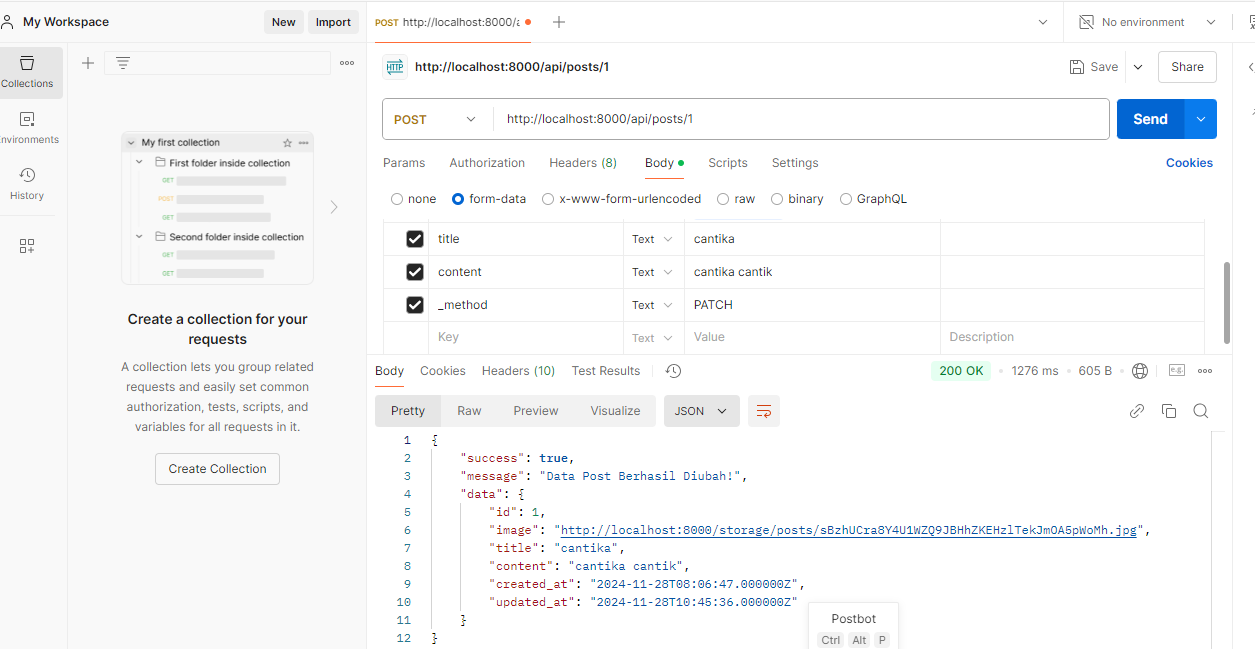 My Workspace
New
Import
POST http://localhost:8000/a
No environment
Collections
nvironments
History
My first collection
First folder inside collection
GET
POST
GET
Second folder inside collection
GET
GET
Create a collection for your
requests
A collection lets you group related
requests and easily set common
authorization, tests, scripts, and
variables for all requests in it.
Create Collection
HTTP http://localhost:8000/api/posts/1
Save
Share
POST
http://localhost:8000/api/posts/1
Send
Params Authorization Headers (8) Body Scripts Settings Cookies
none form-data x-www-form-urlencoded raw binary GraphQL
title Text cantika
content Text cantika cantik
_method Text PATCH
Key Text Value Description
Body Cookies Headers (10) Test Results 200 OK 1276 ms 605 B e.g.
Pretty Raw Preview Visualize JSON
1 {
2 "success": true,
3 "message": "Data Post Berhasil Diubah!",
4 "data": {
5 "id": 1,
6 "image": "http://localhost:8000/storage/posts/sBzhUCra8Y4U1WZQ9JBHhZKEHzlTekJmOA5pWoMh.jpg",
7 "title": "cantika",
8 "content": "cantika cantik",
9 "created_at": "2024-11-28T08:06:47.000000Z",
10 "updated_at": "2024-11-28T10:45:36.000000Z"
11 }
12 }
Postbot
Ctrl Alt P